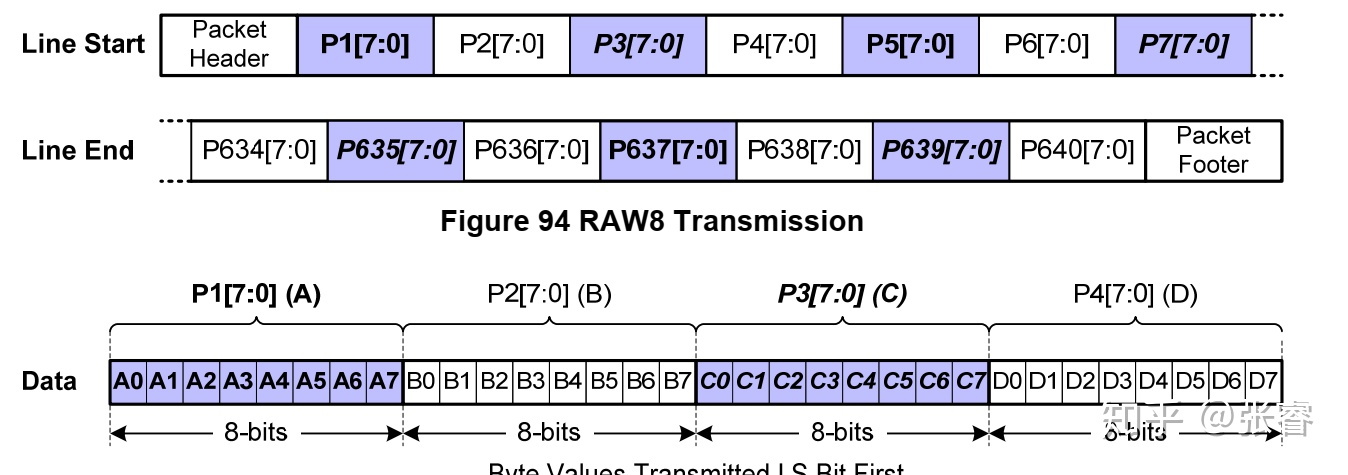 Line Start Packet Header P1[7:0] P2[7:0] P3[7:0] P4[7:0] P5[7:0] P6[7:0] P7[7:0]
Line End P634[7:0] P635[7:0] P636[7:0] P637[7:0] P638[7:0] P639[7:0] P640[7:0] Packet Footer
Figure 94 RAW8 Transmission
P1[7:0] (A) P2[7:0] (B) P3[7:0] (C) P4[7:0] (D)
Data A0 A1 A2 A3 A4 A5 A6 A7 B0 B1 B2 B3 B4 B5 B6 B7 C0 C1 C2 C3 C4 C5 C6 C7 D0 D1 D2 D3 D4 D5 D6 D7
知乎 @张睿
8-bits 8-bits 8-bits 8-bits
Byte Values Transmitted LS Bit First